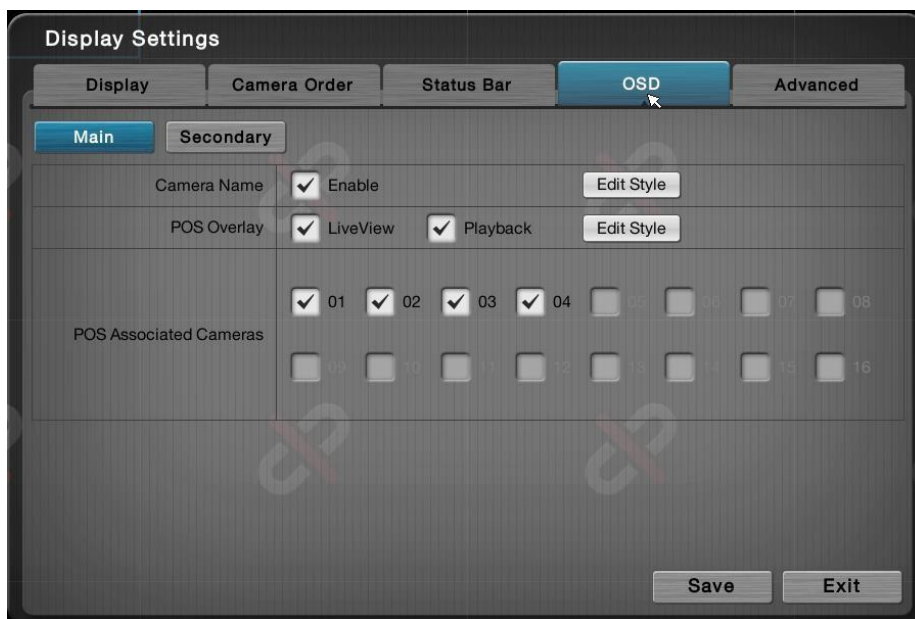 Display Settings
Display Camera Order Status Bar OSD Advanced
Main Secondary
Camera Name Enable Edit Style
POS Overlay LiveView Playback Edit Style
01 02 03 04 05 06 07 08
POS Associated Cameras
09 10 11 12 13 14 15 16
Save Exit